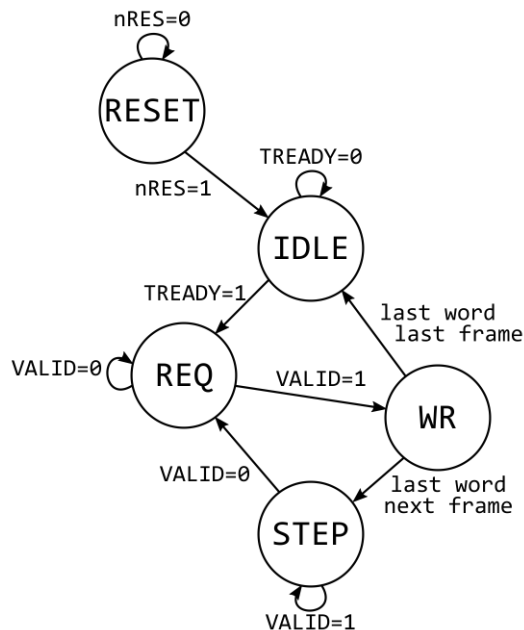 nRES=0
RESET
nRES=1
TREADY=0
IDLE
TREADY=1
last word
last frame
VALID=0
REQ
VALID=1
WR
VALID=0
last word
next frame
STEP
VALID=1